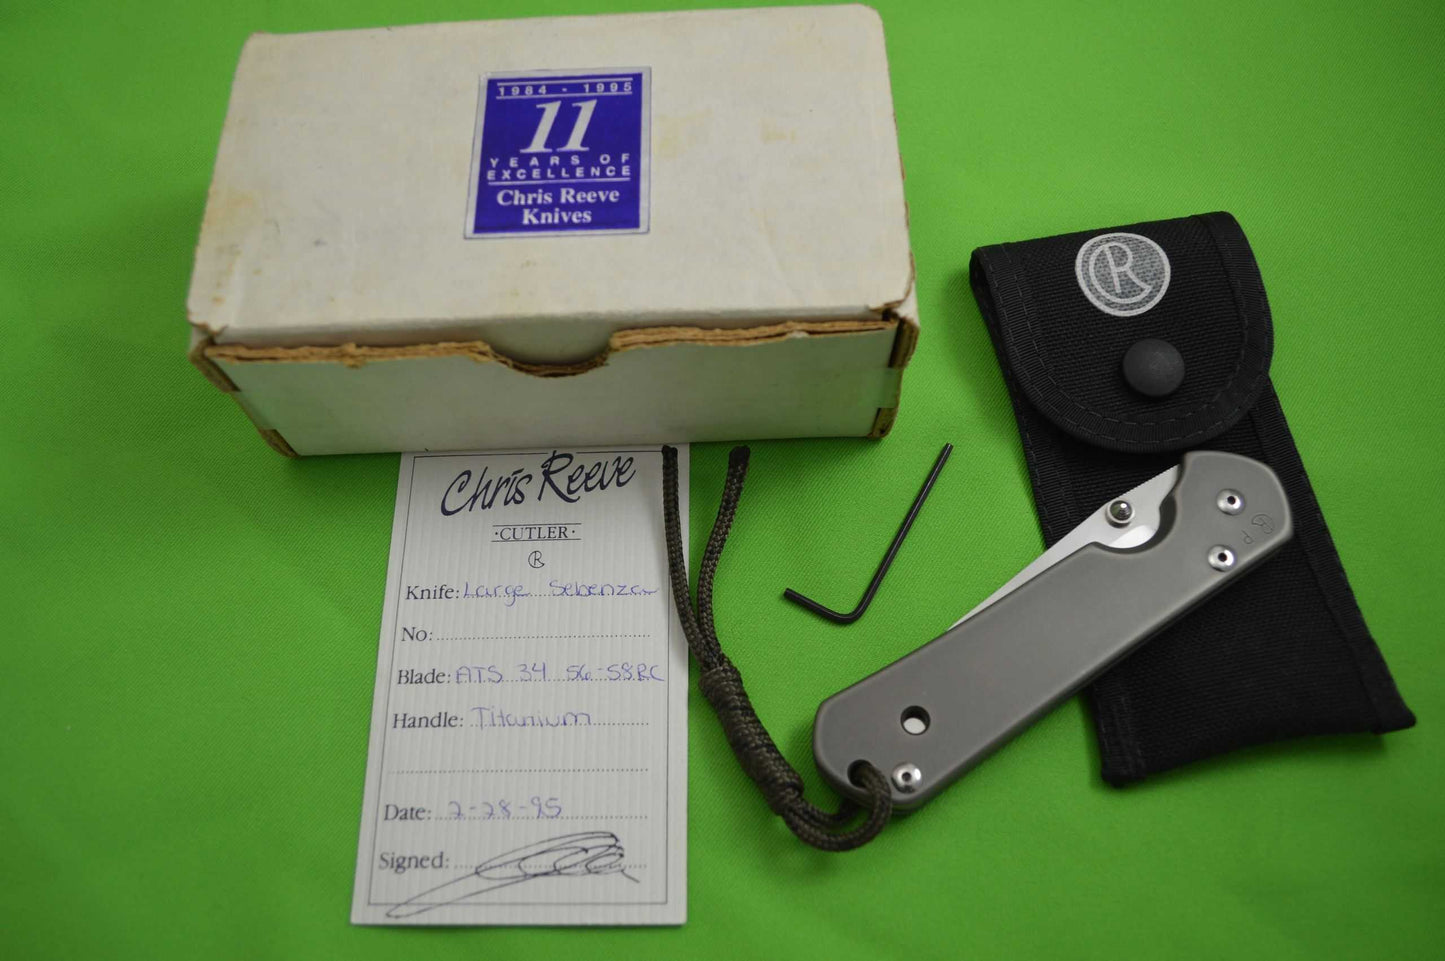 1984 - 1995
11
YEARS OF
EXCELLENCE
Chris Reeve
Knives
R
Chris Reeve
·CUTLER·
R
Knife: Large Sebenza
No:
Blade: ATS 34 56-58RC
Handle: Titanium
Date: 2-28-95
Signed:
R P